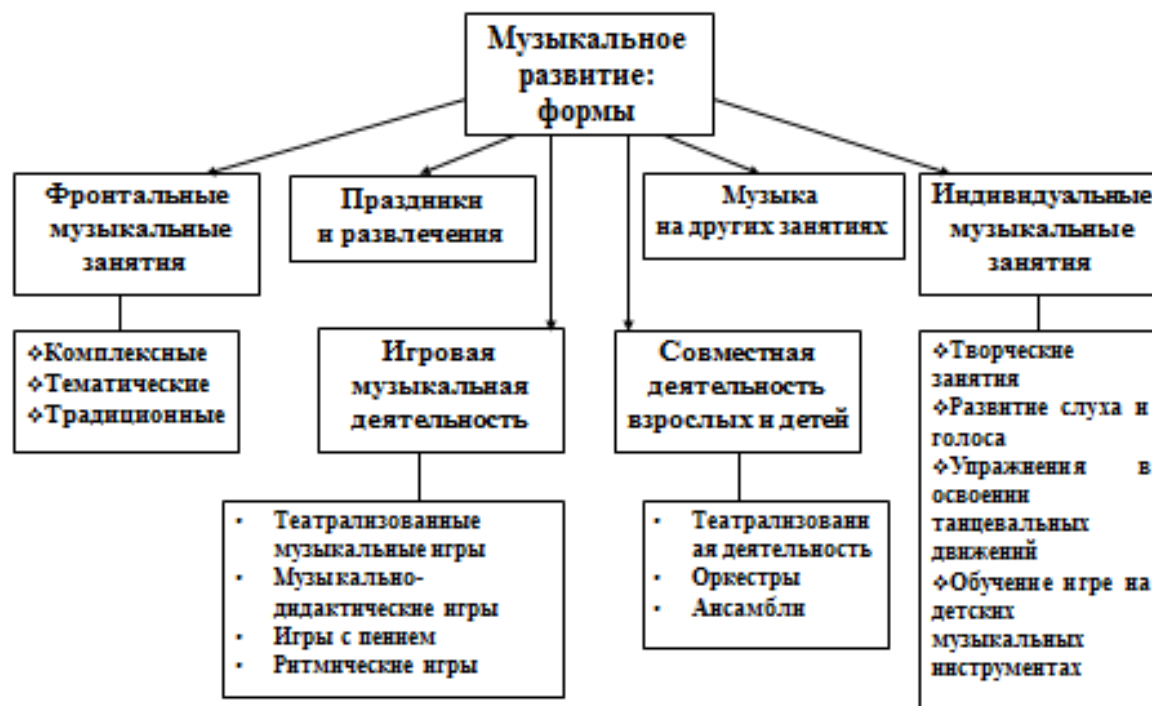 Музыкальное
развитие:
формы
Фронтальные
музыкальные
занятия
Праздники
и развлечения
Музыка
на других занятиях
Индивидуальные
музыкальные
занятия
❖Комплексные
❖Тематические
❖Традиционные
Игровая
музыкальная
деятельность
Совместная
деятельность
взрослых и детей
❖Творческие
занятия
❖Развитие слуха и
голоса
❖Упражнения в
освоении
танцевальных
движений
❖Обучение игре на
детских
музыкальных
инструментах
• Театрализованные
музыкальные игры
• Музыкально-
дидактические игры
• Игры с пением
• Ритмические игры
• Театрализованн
ая деятельность
• Оркестры
• Ансамбли